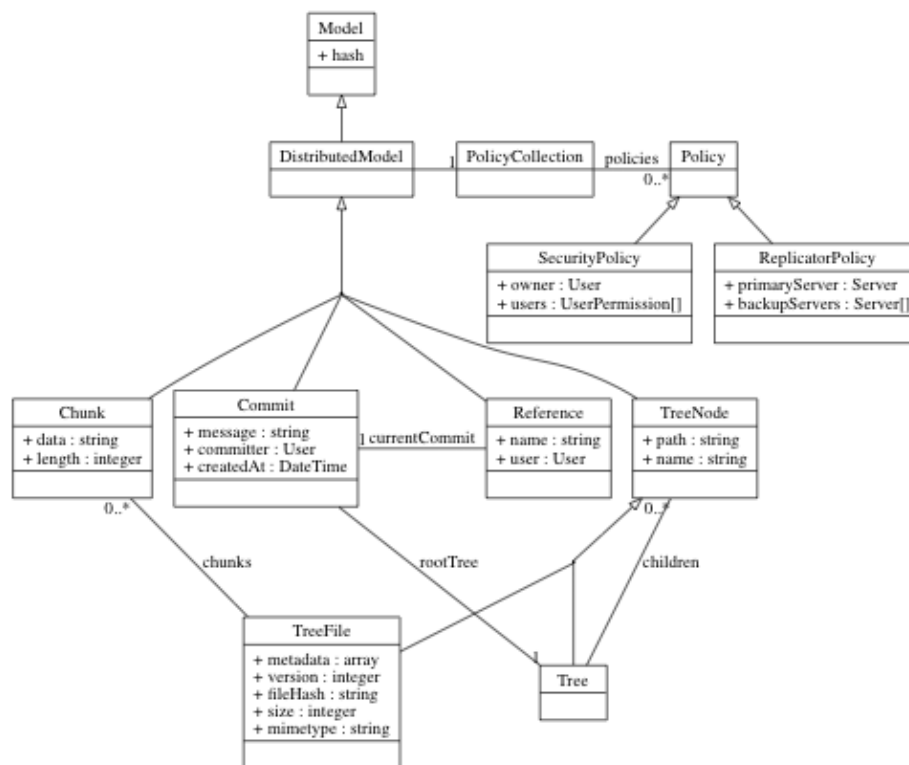 Model
+ hash
DistributedModel
1
PolicyCollection
policies
0..*
Policy
SecurityPolicy
+ owner : User
+ users : UserPermission[]
ReplicatorPolicy
+ primaryServer : Server
+ backupServers : Server[]
Chunk
+ data : string
+ length : integer
Commit
+ message : string
+ committer : User
+ createdAt : DateTime
1 currentCommit
Reference
+ name : string
+ user : User
TreeNode
+ path : string
+ name : string
0..*
0..*
chunks
rootTree
children
TreeFile
+ metadata : array
+ version : integer
+ fileHash : string
+ size : integer
+ mimetype : string
1
Tree